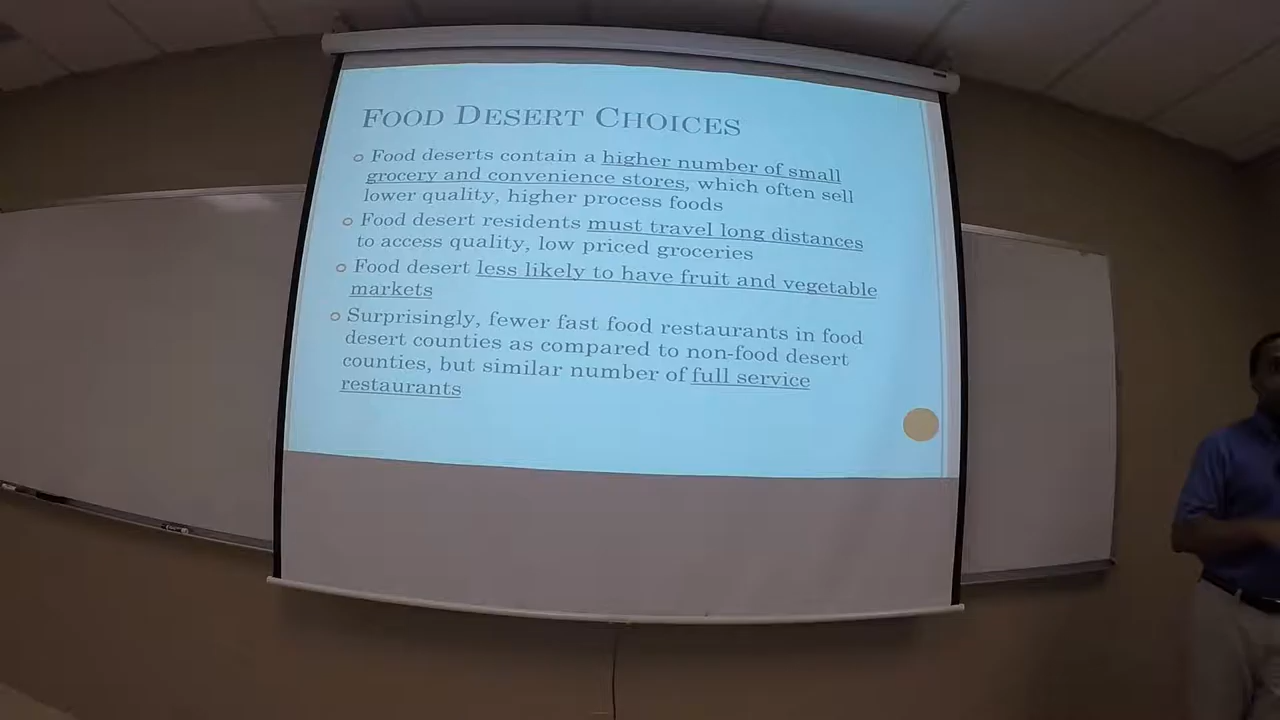 FOOD DESERT CHOICES
Food deserts contain a higher number of small
grocery and convenience stores, which often sell
lower quality, higher process foods
Food desert residents must travel long distances
to access quality, low priced groceries
Food desert less likely to have fruit and vegetable
markets
Surprisingly, fewer fast food restaurants in food
desert counties as compared to non-food desert
counties, but similar number of full service
restaurants